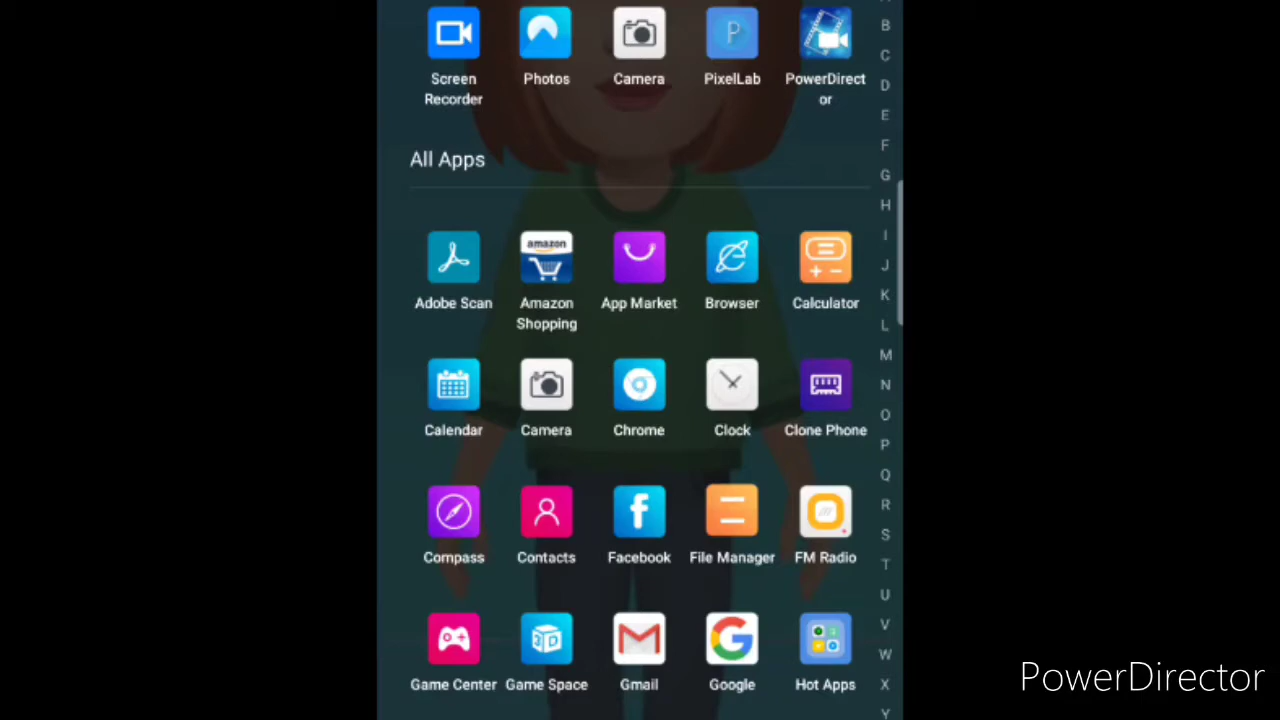 Screen Recorder
Photos
Camera
PixelLab
PowerDirect
or
All Apps
amazon
Adobe Scan
Amazon Shopping
App Market
Browser
Calculator
Calendar
Camera
Chrome
Clock
Clone Phone
Compass
Contacts
Facebook
File Manager
FM Radio
Game Center
Game Space
Gmail
Google
Hot Apps
B
C
D
E
F
G
H
I
J
K
L
M
N
O
P
Q
R
S
T
U
V
W
X
Y
PowerDirector